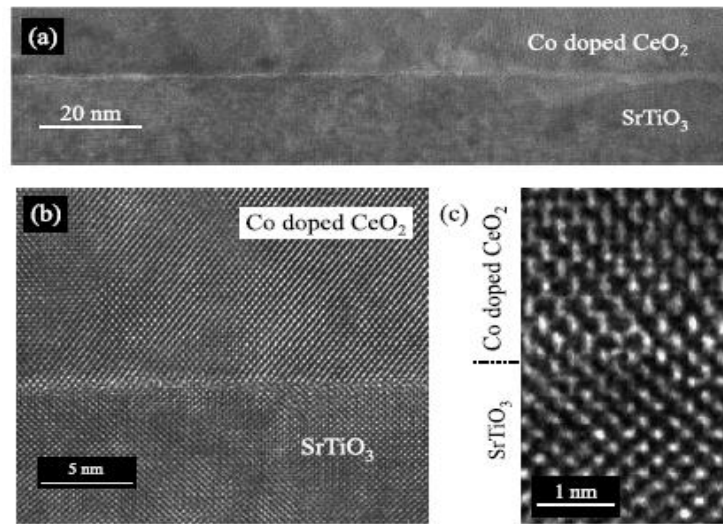 (a)
Co doped CeO₂
20 nm
SrTiO₃
(b)
Co doped CeO₂
5 nm
SrTiO₃
(c)
Co doped CeO₂
SrTiO₃
1 nm